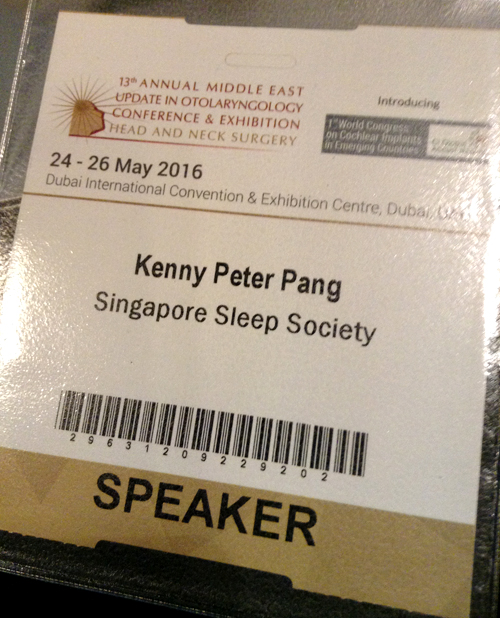 13th ANNUAL MIDDLE EAST
UPDATE IN OTOLARYNGOLOGY
CONFERENCE & EXHIBITION
HEAD AND NECK SURGERY
Introducing
1st World Congress
on Cochlear Implants
in Emerging Countries
24 - 26 May 2016
Dubai International Convention & Exhibition Centre, Dubai, UAE
Kenny Peter Pang
Singapore Sleep Society
29631209229202
SPEAKER